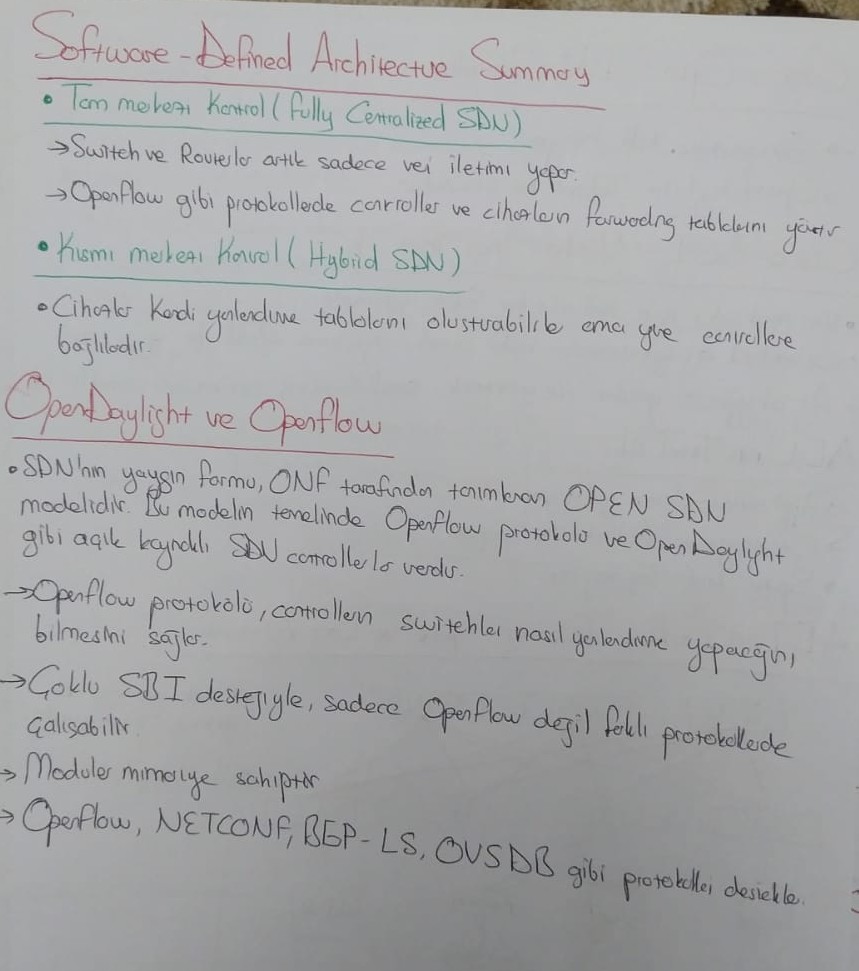 Software-Defined Architectue Summary
• Tam merkezi Kontrol (Fully Centralized SDN)
→ Switch ve Routerlar artık sadece veri iletimi yapar.
→ Openflow gibi protokollerde controller ve cihazların forwarding tablolarını yönetir
• Kısmi merkezi Kontrol (Hybrid SDN)
• Cihazlar Kendi yönlendirme tablolarını oluşturabilirler ama yine controllere
bağlılardır.
OpenDaylight ve Openflow
• SDN'nin yaygın formu, ONF tarafından tanımlanan OPEN SDN
modelidir. Bu modelin temelinde Openflow protokolü ve OpenDaylyght
gibi açık kaynaklı SDN controllerlar vardır.
→ Openflow protokolü, controllerın switchler nasıl yönlendirme yapacağını,
bilmesini sağlar.
→ Çoklu SBI desteğiyle, sadece Openflow değil farklı protokollerde
çalışabilir.
→ Moduler mimariye sahiptir
→ Openflow, NETCONF, BGP-LS, OVSDB gibi protokolleri destekler.